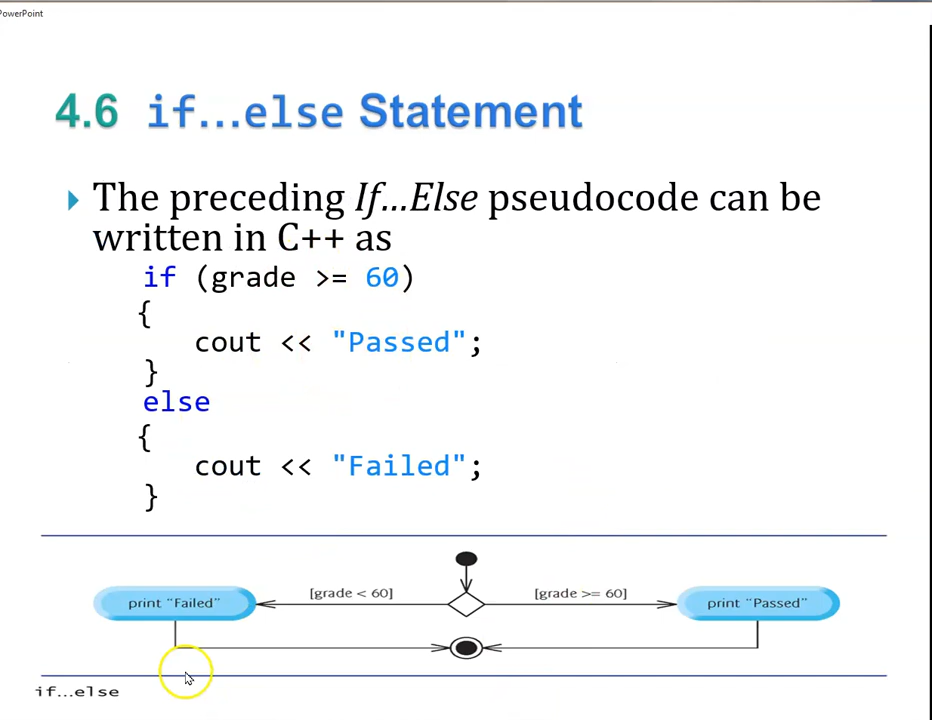 PowerPoint
4.6 if…else Statement
The preceding If…Else pseudocode can be
written in C++ as
if (grade >= 60)
{
cout << "Passed";
}
else
{
cout << "Failed";
}
[grade < 60]
[grade >= 60]
print “Failed”
print “Passed”
if…else